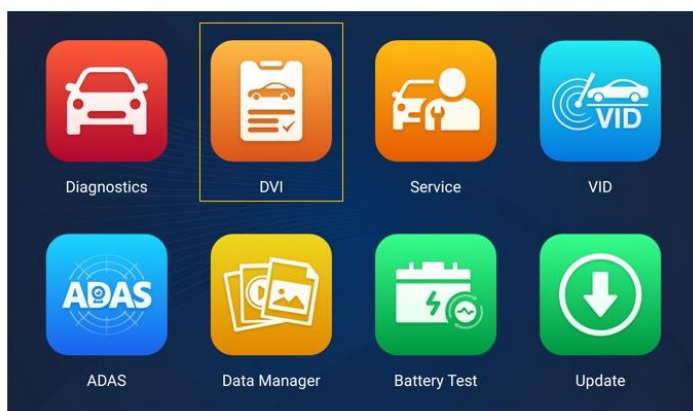 Diagnostics
DVI
Service
VID
VID
ADAS
ADAS
Data Manager
Battery Test
Update